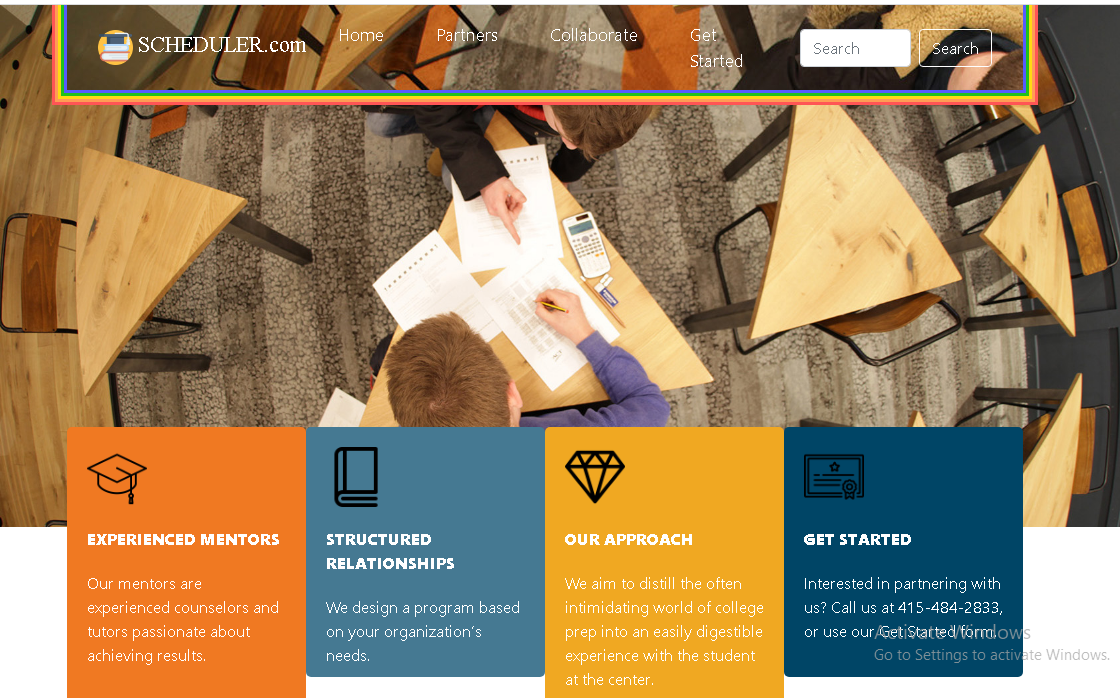 SCHEDULER.com
Home Partners Collaborate Get Started
Search Search
EXPERIENCED MENTORS
Our mentors are
experienced counselors and
tutors passionate about
achieving results.
STRUCTURED
RELATIONSHIPS
We design a program based
on your organization's
needs.
OUR APPROACH
We aim to distill the often
intimidating world of college
prep into an easily digestible
experience with the student
at the center.
GET STARTED
Interested in partnering with
us? Call us at 415-484-2833,
or use our Get Started form!
Activate Windows
Go to Settings to activate Windows.